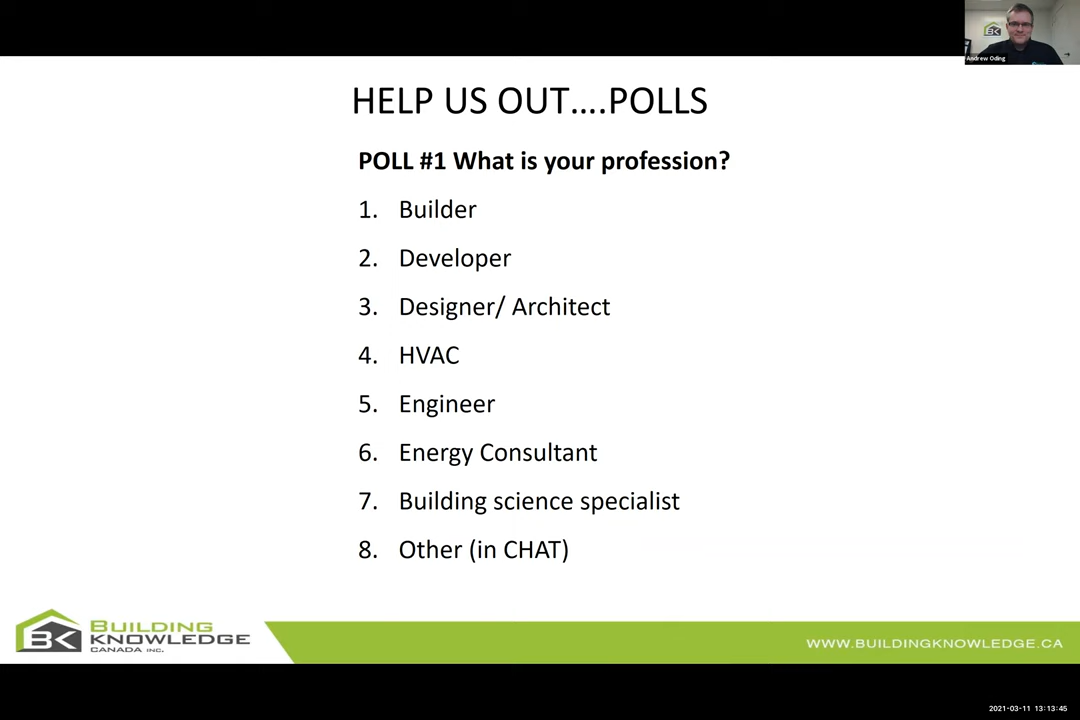 BK
Andrew Oding
HELP US OUT....POLLS
POLL #1 What is your profession?
1. Builder
2. Developer
3. Designer/ Architect
4. HVAC
5. Engineer
6. Energy Consultant
7. Building science specialist
8. Other (in CHAT)
BK
BUILDING
KNOWLEDGE
CANADA INC.
WWW.BUILDINGKNOWLEDGE.CA
2021-03-11 13:13:45